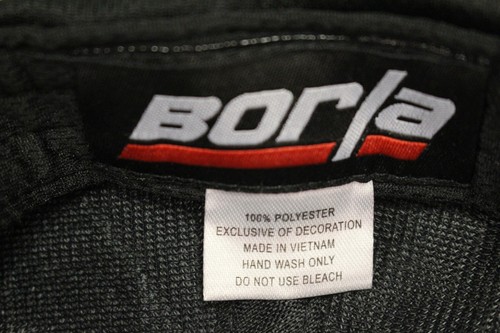 Borla
100% POLYESTER
EXCLUSIVE OF DECORATION
MADE IN VIETNAM
HAND WASH ONLY
DO NOT USE BLEACH